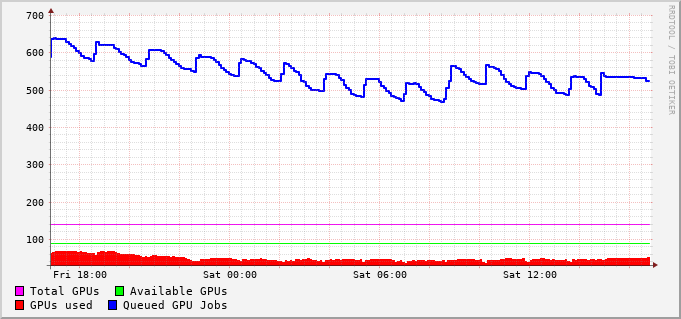 700
600
500
400
300
200
100
Fri 18:00 Sat 00:00 Sat 06:00 Sat 12:00
Total GPUs Available GPUs
GPUs used Queued GPU Jobs
RRDTOOL / TOBI OETIKER